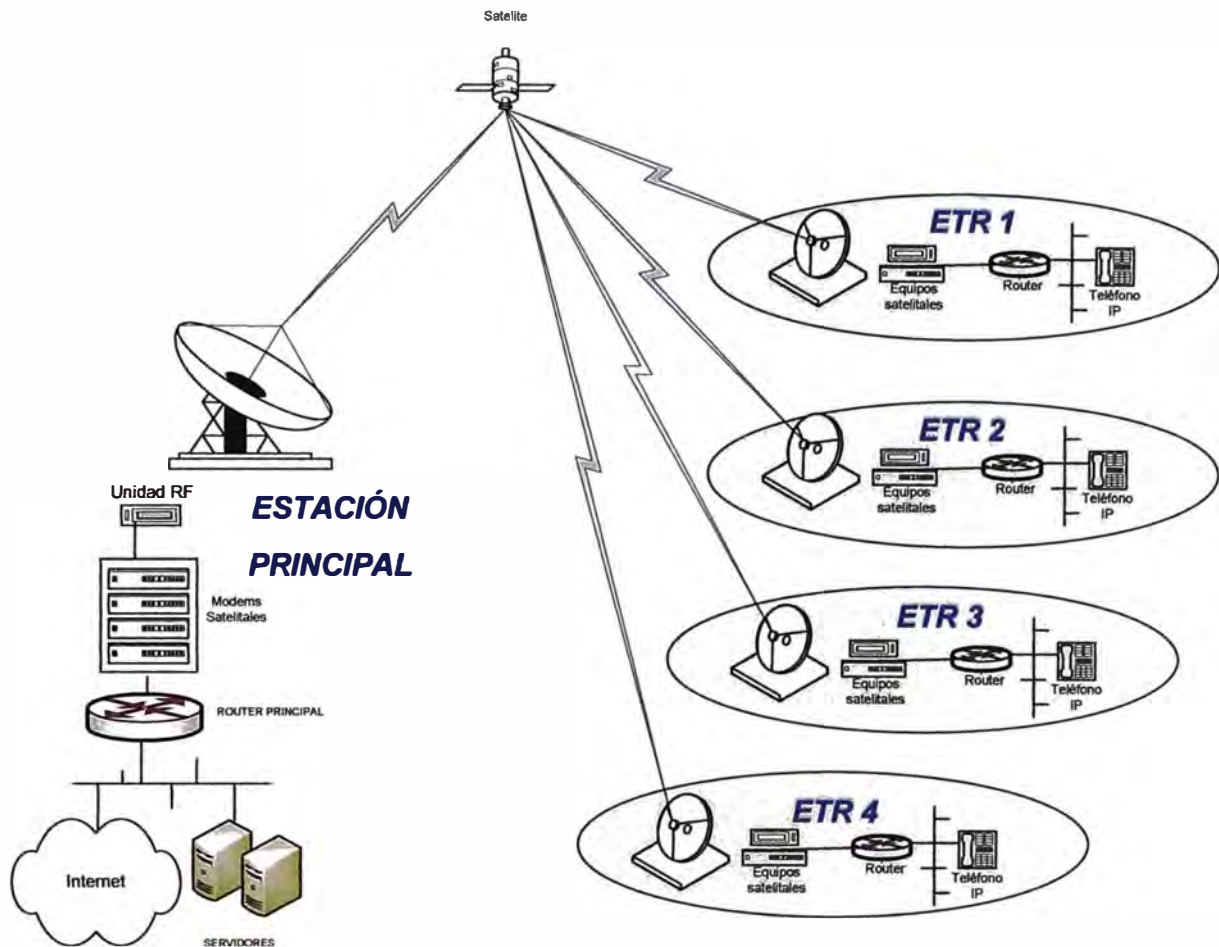 Satelite
ETR 1
Equipos
satelitales
Router
Teléfono
IP
ETR 2
Equipos
satelitales
Router
Teléfono
IP
Unidad RF
ESTACIÓN
PRINCIPAL
Modems
Satelitales
ETR 3
Equipos
satelitales
Router
Teléfono
IP
ROUTER PRINCIPAL
ETR 4
Equipos
satelitales
Router
Teléfono
IP
Internet
SERVIDORES